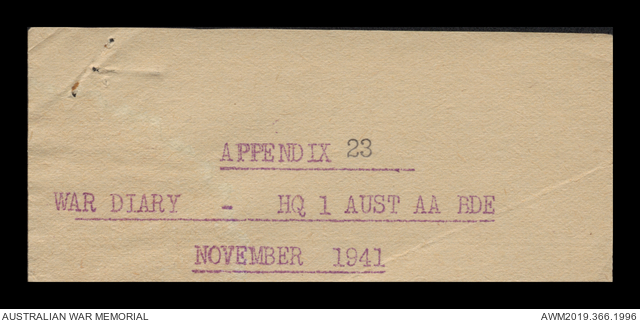 APPENDIX 23
WAR DIARY - HQ 1 AUST AA BDE
NOVEMBER 1941
AUSTRALIAN WAR MEMORIAL AWM2019.366.1996